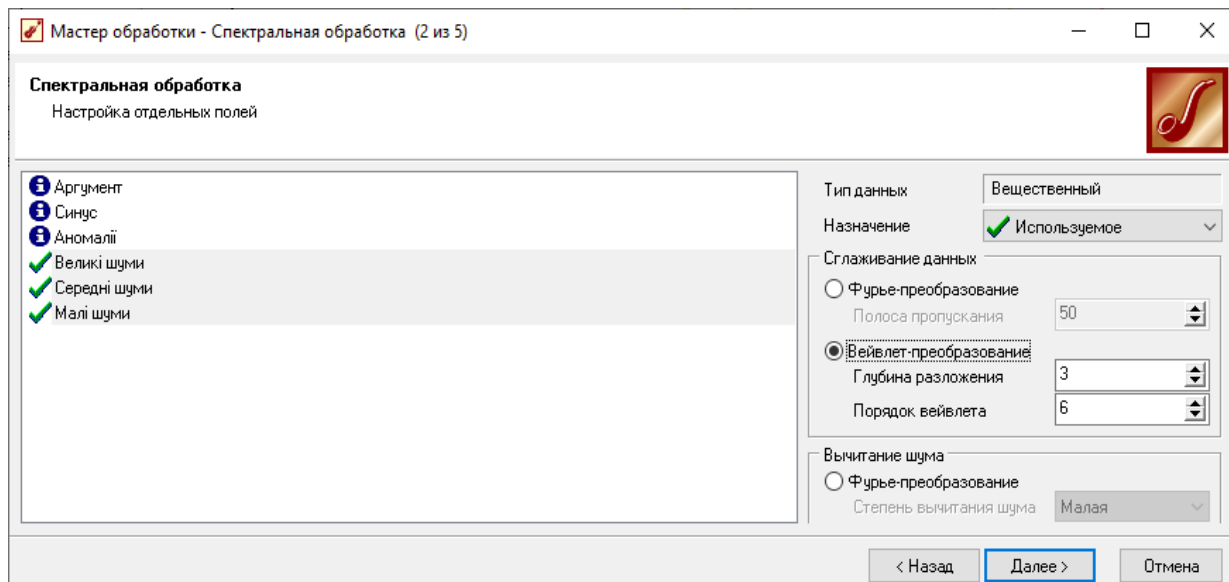 Мастер обработки - Спектральная обработка (2 из 5)
Спектральная обработка
Настройка отдельных полей
Аргумент
Синус
Аномалії
Великі шуми
Середні шуми
Малі шуми
Тип данных Вещественный
Назначение Используемое
Сглаживание данных
Фурье-преобразование
Полоса пропускания 50
Вейвлет-преобразование
Глубина разложения 3
Порядок вейвлета 6
Вычитание шума
Фурье-преобразование
Степень вычитания шума Малая
< Назад Далее > Отмена